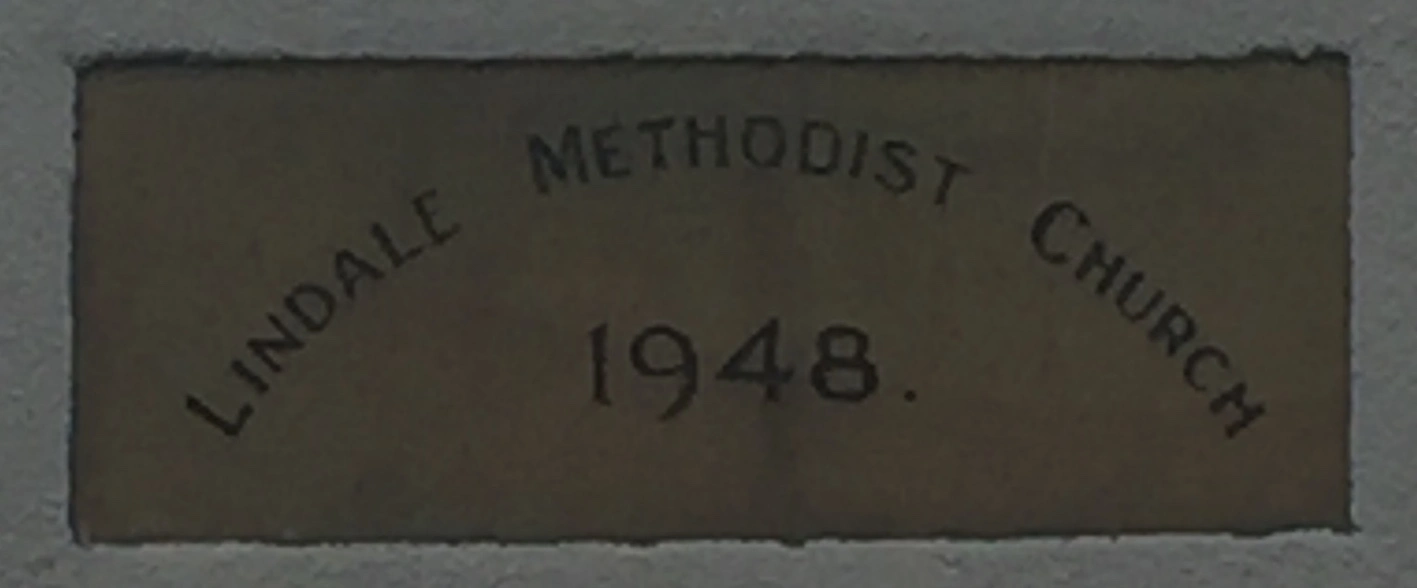 LINDALE METHODIST CHURCH
1948.